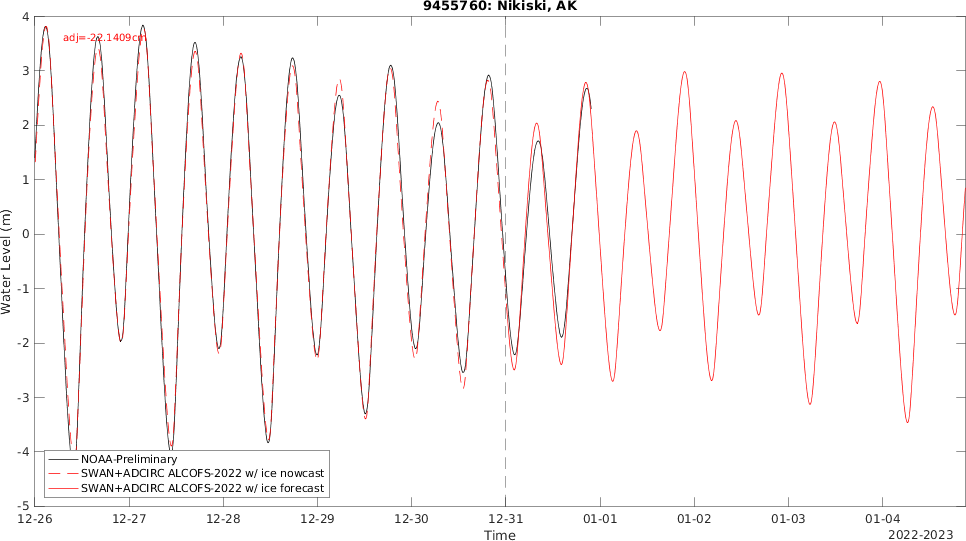 9455760: Nikiski, AK
adj=-22.1409cm
4
3
2
1
0
-1
-2
-3
-4
-5
Water Level (m)
NOAA-Preliminary
SWAN+ADCIRC ALCOFS-2022 w/ ice nowcast
SWAN+ADCIRC ALCOFS-2022 w/ ice forecast
12-26 12-27 12-28 12-29 12-30 12-31 01-01 01-02 01-03 01-04
Time
2022-2023